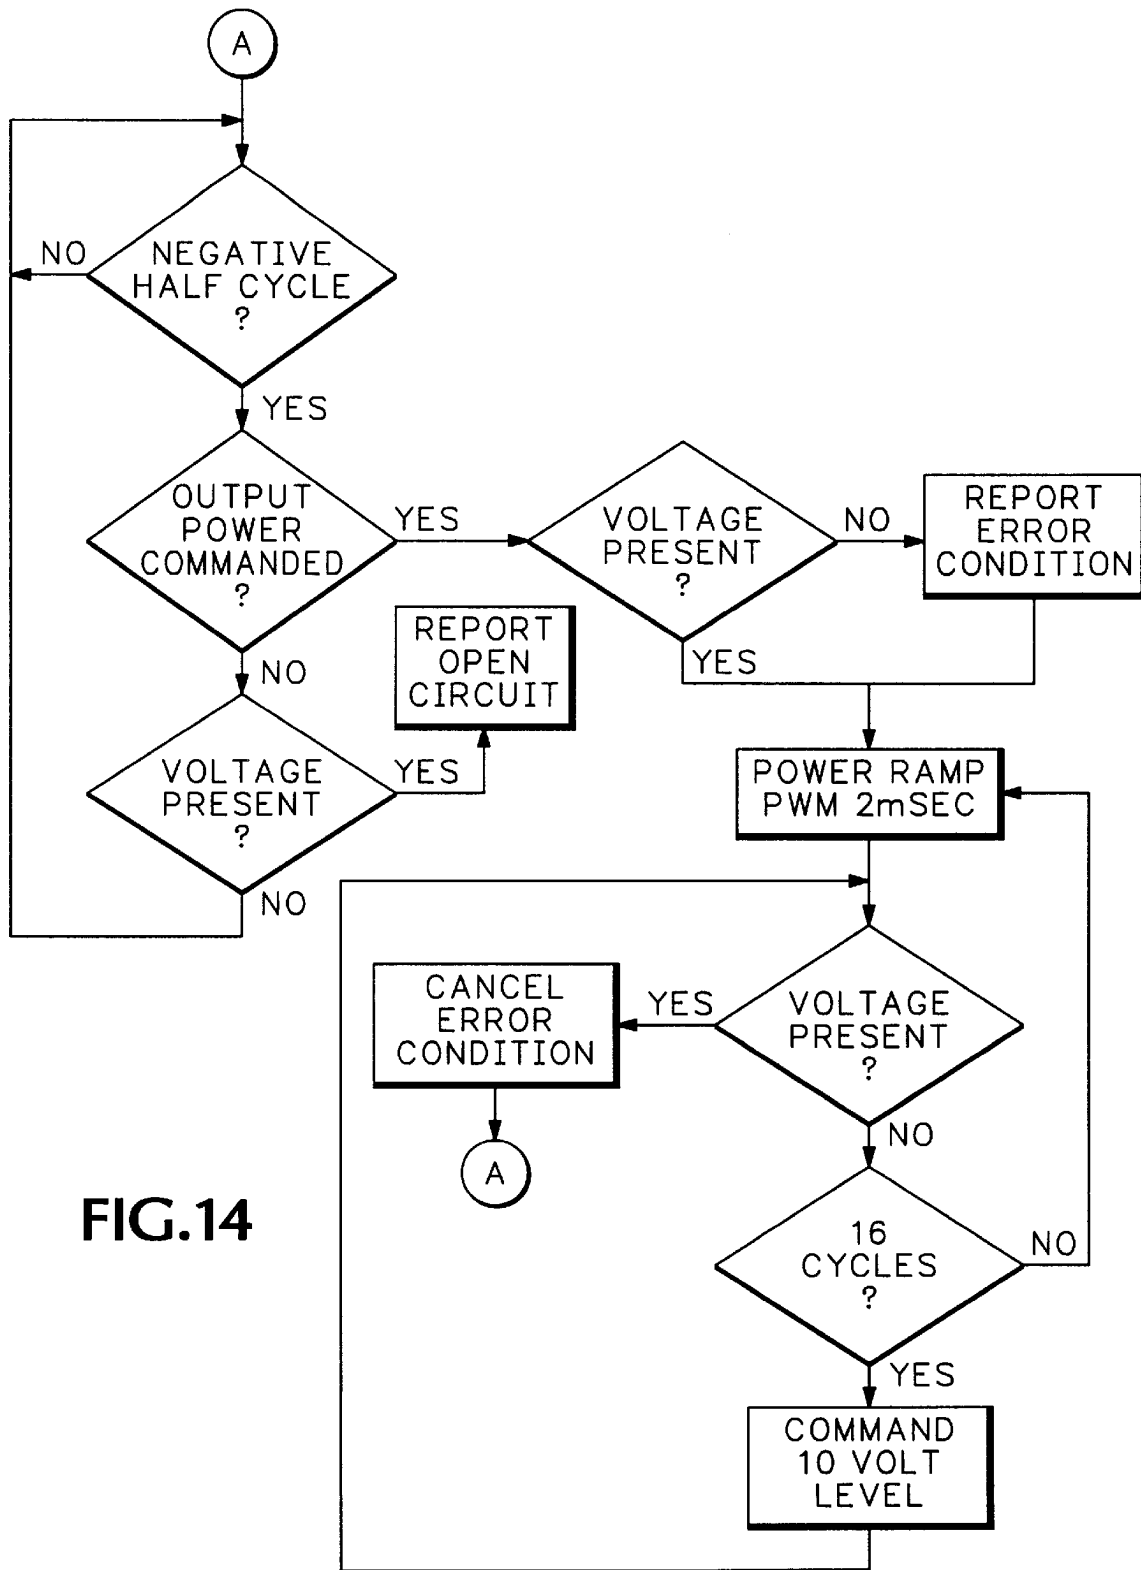 A
NO
NEGATIVE
HALF CYCLE
?
YES
OUTPUT
POWER
COMMANDED
?
YES
VOLTAGE
PRESENT
?
NO
REPORT
ERROR
CONDITION
NO
REPORT
OPEN
CIRCUIT
YES
VOLTAGE
PRESENT
?
YES
NO
POWER RAMP
PWM 2mSEC
CANCEL
ERROR
CONDITION
YES
VOLTAGE
PRESENT
?
NO
A
FIG.14
16
CYCLES
?
NO
YES
COMMAND
10 VOLT
LEVEL